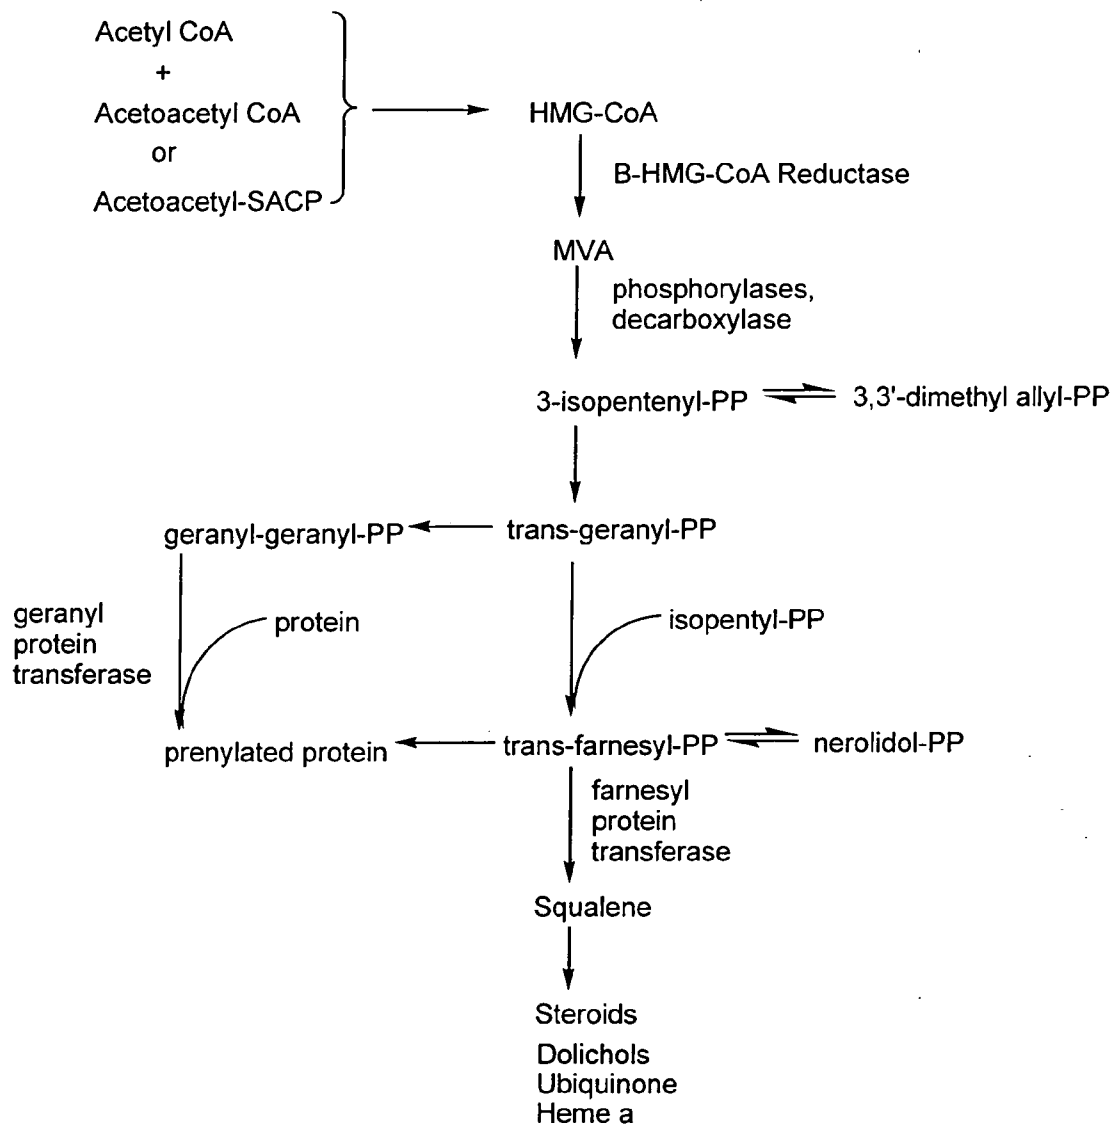 Acetyl CoA
+
Acetoacetyl CoA
or
Acetoacetyl-SACP
HMG-CoA
B-HMG-CoA Reductase
MVA
phosphorylases,
decarboxylase
3-isopentenyl-PP
3,3'-dimethyl allyl-PP
geranyl-geranyl-PP
trans-geranyl-PP
geranyl
protein
transferase
protein
isopentyl-PP
prenylated protein
trans-farnesyl-PP
nerolidol-PP
farnesyl
protein
transferase
Squalene
Steroids
Dolichols
Ubiquinone
Heme a